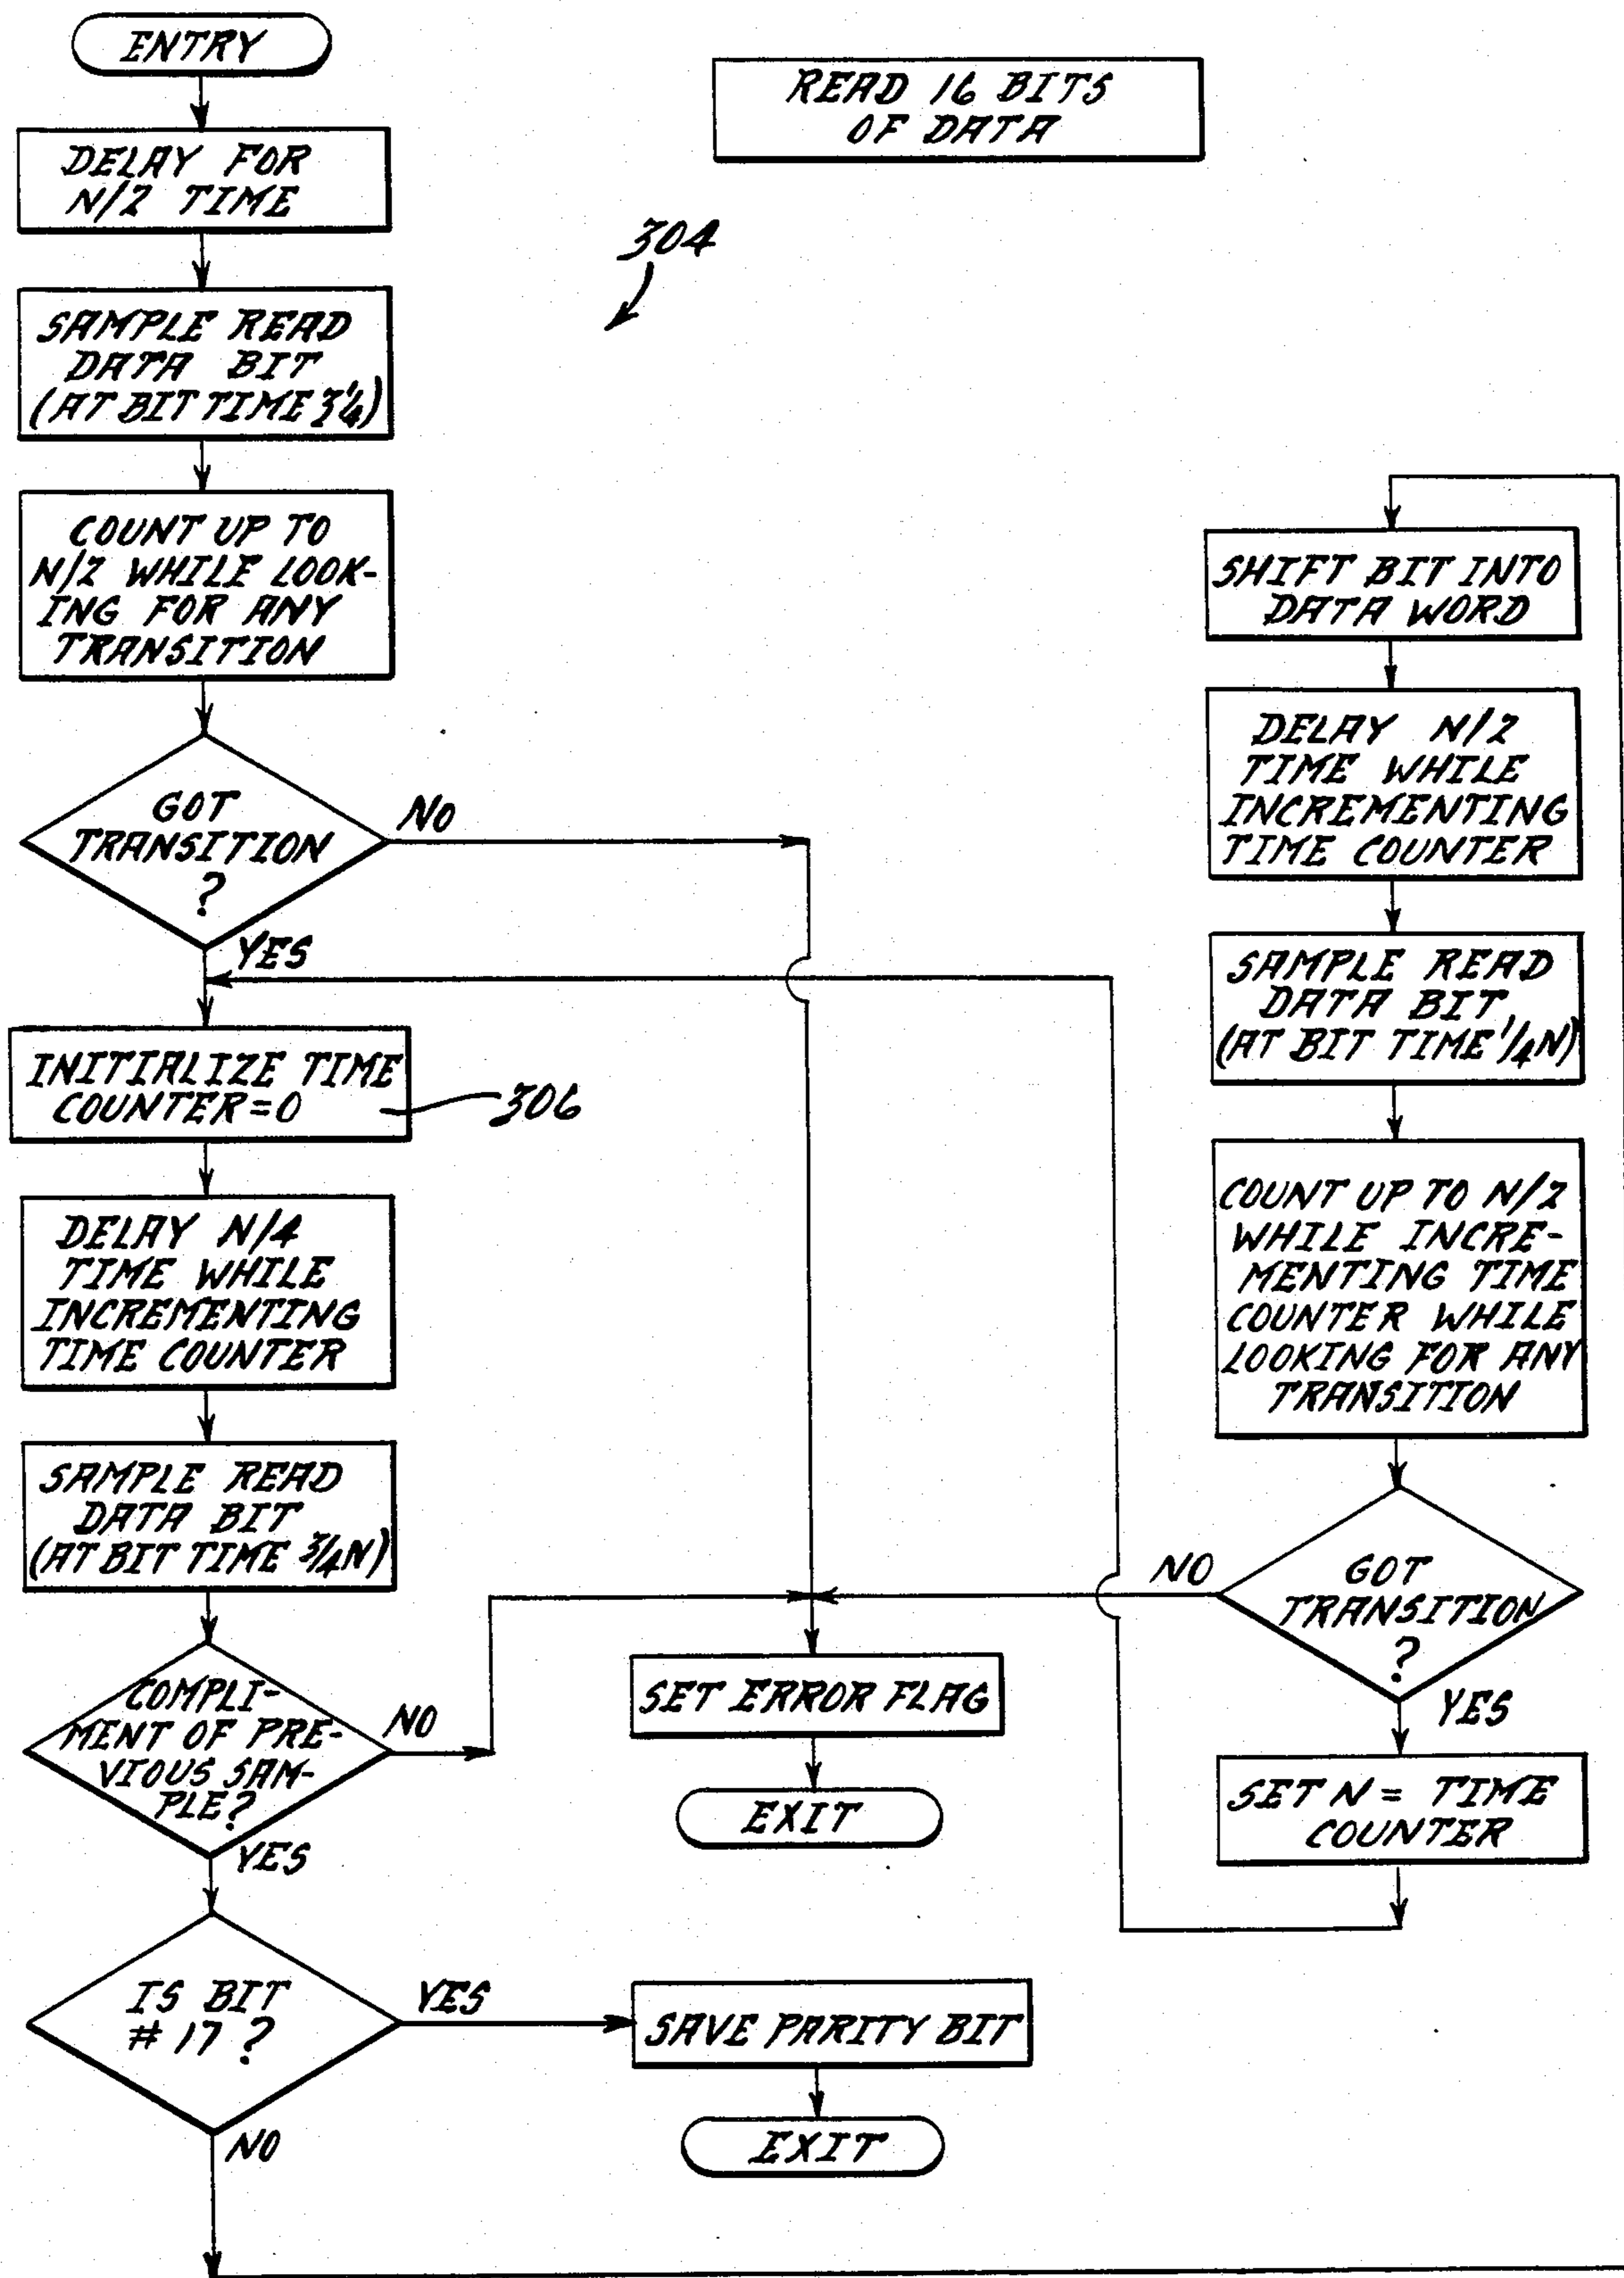 ENTRY
READ 16 BITS
OF DATA
DELAY FOR
N/2 TIME
304
SAMPLE READ
DATA BIT
(AT BIT TIME 3/4)
COUNT UP TO
N/2 WHILE LOOK-
ING FOR ANY
TRANSITION
GOT
TRANSITION
?
NO
YES
INITIALIZE TIME
COUNTER=0
306
DELAY N/4
TIME WHILE
INCREMENTING
TIME COUNTER
SAMPLE READ
DATA BIT
(AT BIT TIME 3/4N)
COMPLI-
MENT OF PRE-
VIOUS SAM-
PLE?
NO
YES
SET ERROR FLAG
EXIT
IS BIT
# 17 ?
YES
NO
SAVE PARITY BIT
EXIT
SHIFT BIT INTO
DATA WORD
DELAY N/2
TIME WHILE
INCREMENTING
TIME COUNTER
SAMPLE READ
DATA BIT
(AT BIT TIME 1/4N)
COUNT UP TO N/2
WHILE INCRE-
MENTING TIME
COUNTER WHILE
LOOKING FOR ANY
TRANSITION
GOT
TRANSITION
?
NO
YES
SET N = TIME
COUNTER